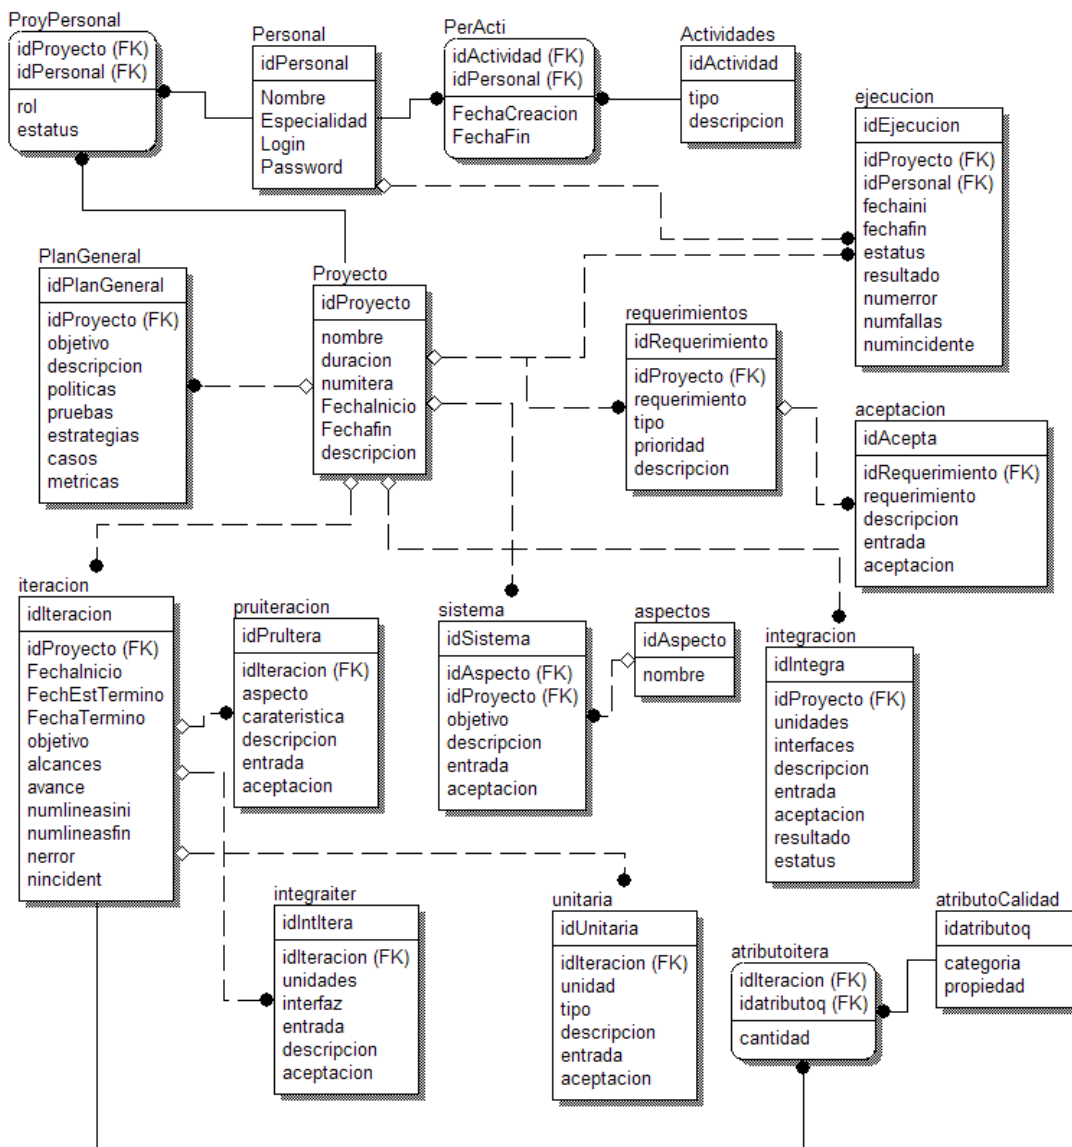 ProyPersonal
idProyecto (FK)
idPersonal (FK)
rol
estatus
Personal
idPersonal
Nombre
Especialidad
Login
Password
PerActi
idActividad (FK)
idPersonal (FK)
FechaCreacion
FechaFin
Actividades
idActividad
tipo
descripcion
ejecucion
idEjecucion
idProyecto (FK)
idPersonal (FK)
fechaini
fechafin
estatus
resultado
numerror
numfallas
numincidente
PlanGeneral
idPlanGeneral
idProyecto (FK)
objetivo
descripcion
politicas
pruebas
estrategias
casos
metricas
Proyecto
idProyecto
nombre
duracion
numitera
FechaInicio
Fechafin
descripcion
requerimientos
idRequerimiento
idProyecto (FK)
requerimiento
tipo
prioridad
descripcion
aceptacion
idAcepta
idRequerimiento (FK)
requerimiento
descripcion
entrada
aceptacion
iteracion
idIteracion
idProyecto (FK)
FechaInicio
FechEstTermino
FechaTermino
objetivo
alcances
avance
numlineasini
numlineasfin
nerror
nincident
pruiteracion
idPruItera
idIteracion (FK)
aspecto
carateristica
descripcion
entrada
aceptacion
sistema
idSistema
idAspecto (FK)
idProyecto (FK)
objetivo
descripcion
entrada
aceptacion
aspectos
idAspecto
nombre
integracion
idIntegra
idProyecto (FK)
unidades
interfaces
descripcion
entrada
aceptacion
resultado
estatus
integraiter
idIntItera
idIteracion (FK)
unidades
interfaz
entrada
descripcion
aceptacion
unitaria
idUnitaria
idIteracion (FK)
unidad
tipo
descripcion
entrada
aceptacion
atributoitera
idIteracion (FK)
idatributoq (FK)
cantidad
atributoCalidad
idatributoq
categoria
propiedad